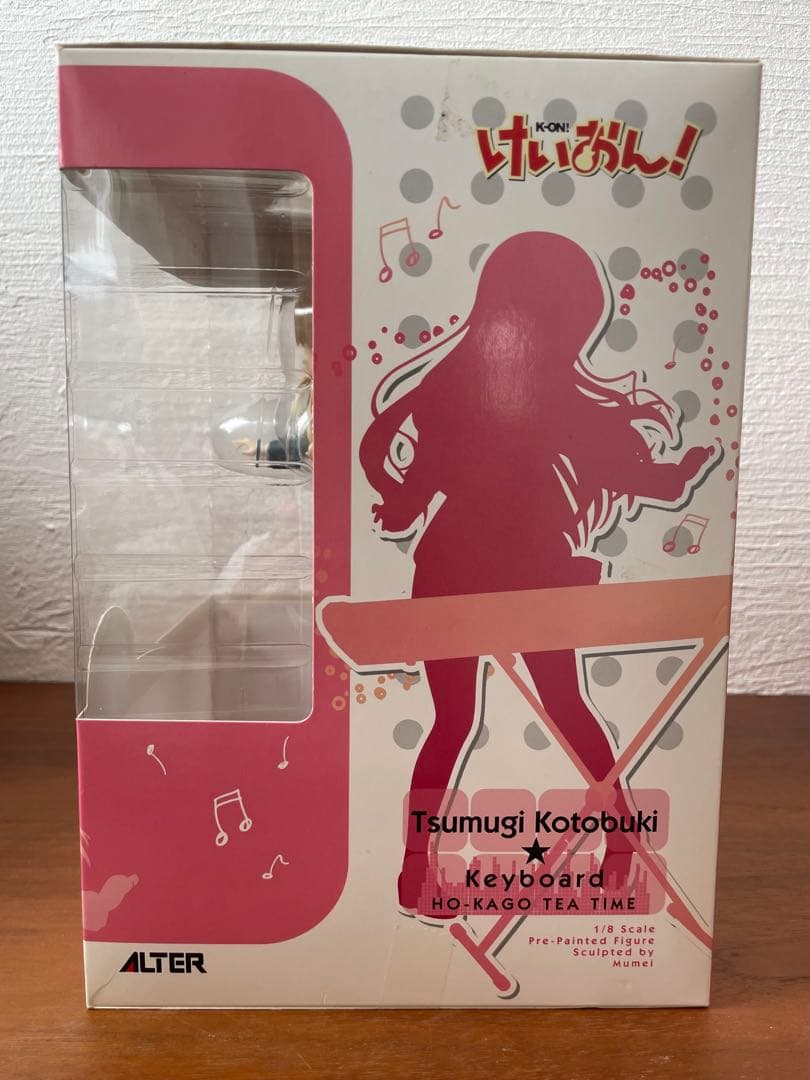 K-ON!
けいおん!
Tsumugi Kotobuki
★
Keyboard
HO-KAGO TEA TIME
1/8 Scale
Pre-Painted Figure
Sculpted by
Mumei
ALTER